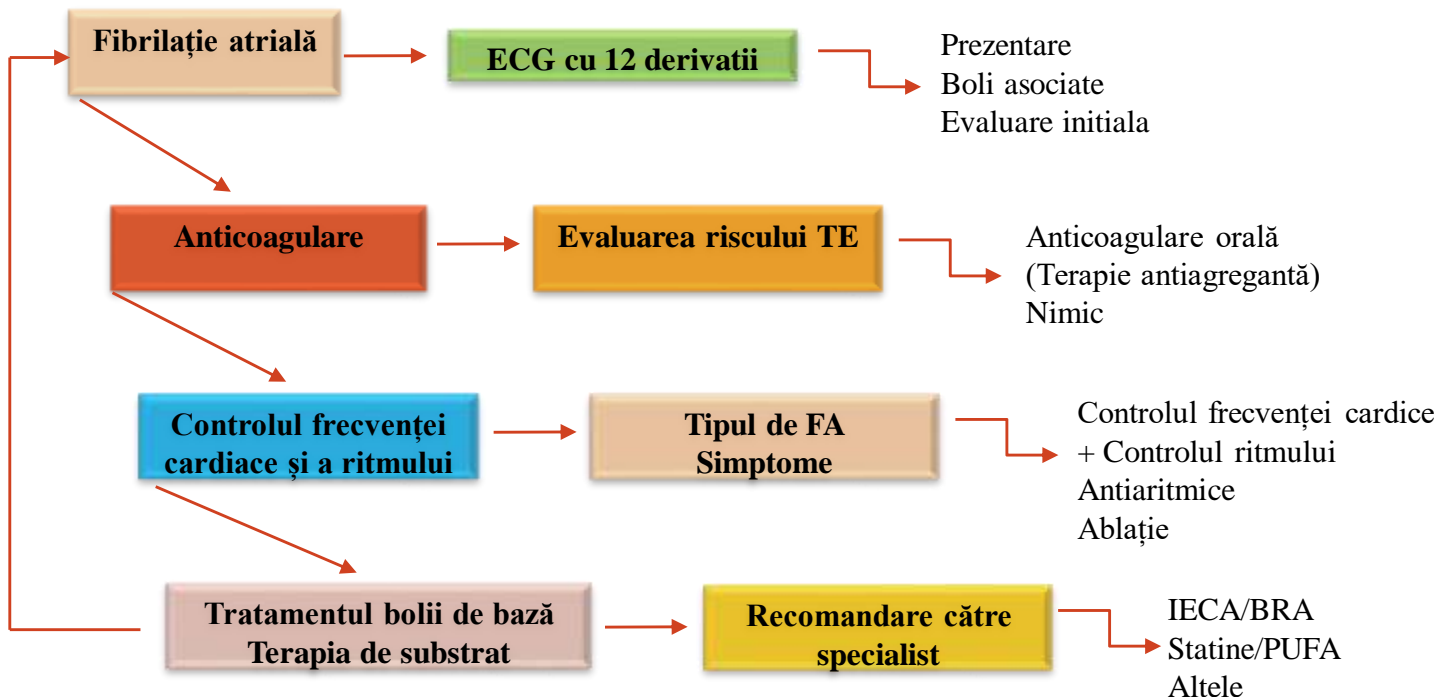 Fibrilație atrială
ECG cu 12 derivatii
Prezentare
Boli asociate
Evaluare initiala
Anticoagulare
Evaluarea riscului TE
Anticoagulare orală
(Terapie antiagregantă)
Nimic
Controlul frecvenței
cardiace și a ritmului
Tipul de FA
Simptome
Controlul frecvenței cardice
+ Controlul ritmului
Antiaritmice
Ablație
Tratamentul bolii de bază
Terapia de substrat
Recomandare către
specialist
IECA/BRA
Statine/PUFA
Altele